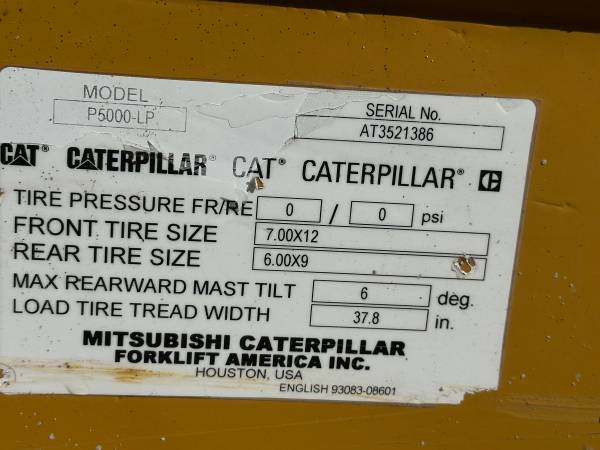 MODEL
P5000-LP
SERIAL No.
AT3521386
CAT® CATERPILLAR® CAT® CATERPILLAR® C
TIRE PRESSURE FR/RE 0 / 0 psi
FRONT TIRE SIZE 7.00X12
REAR TIRE SIZE 6.00X9
MAX REARWARD MAST TILT 6 deg.
LOAD TIRE TREAD WIDTH 37.8 in.
MITSUBISHI CATERPILLAR
FORKLIFT AMERICA INC.
HOUSTON, USA
ENGLISH 93083-08601